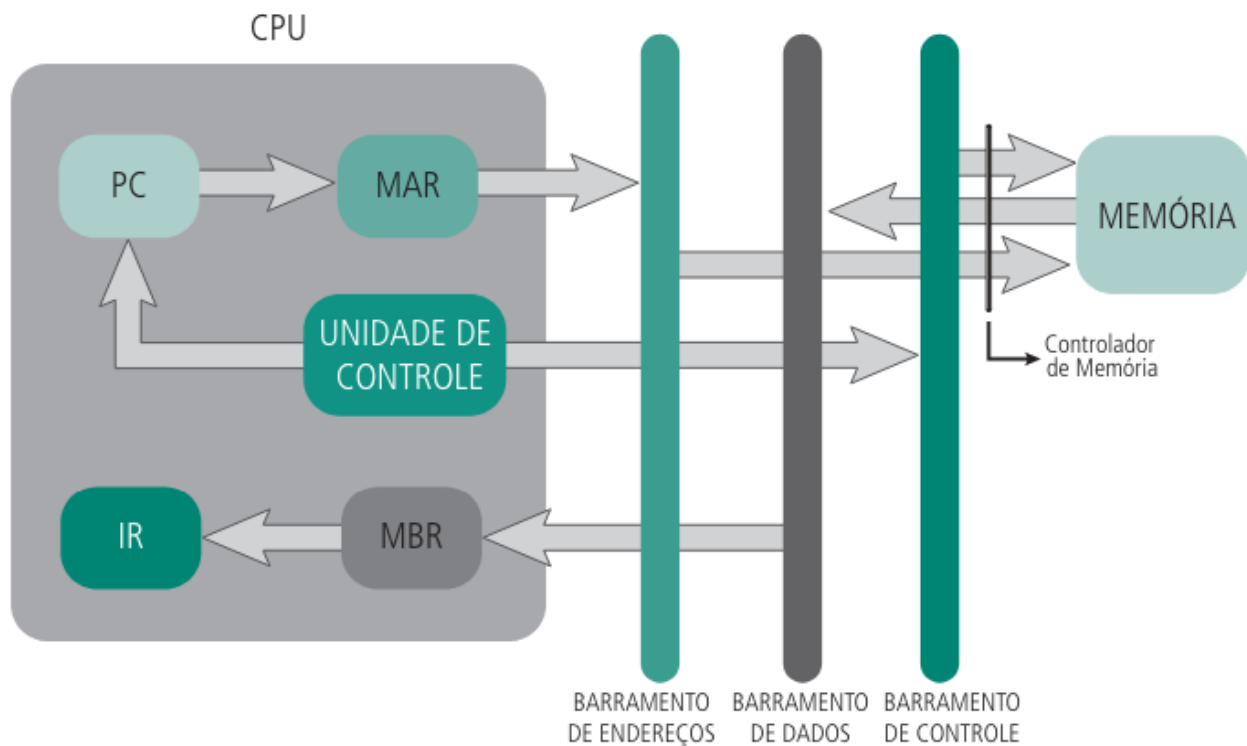 CPU
PC
MAR
MEMÓRIA
UNIDADE DE
CONTROLE
Controlador
de Memória
IR
MBR
BARRAMENTO
DE ENDEREÇOS
BARRAMENTO
DE DADOS
BARRAMENTO
DE CONTROLE